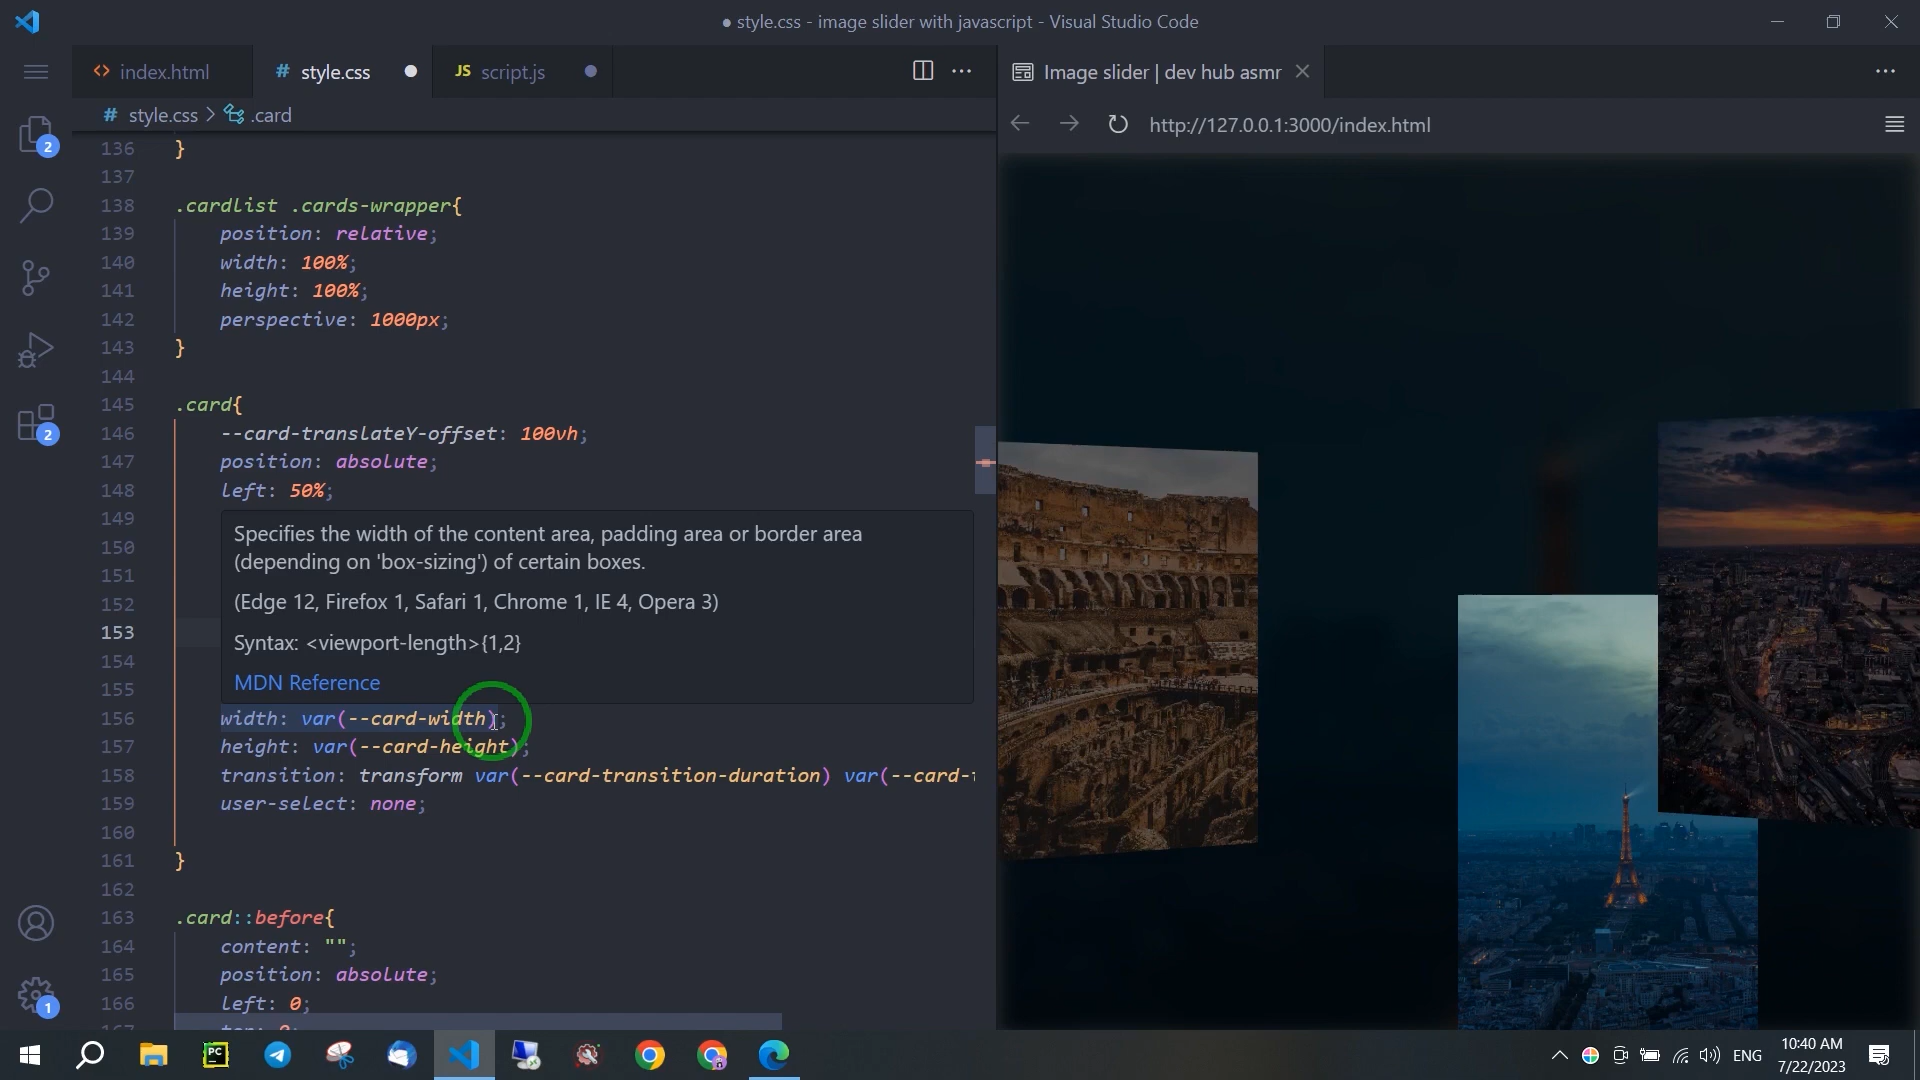 ● style.css - image slider with javascript - Visual Studio Code
<> index.html
# style.css
JS script.js
# style.css > .card
136 }
137
138 .cardlist .cards-wrapper{
139 position: relative;
140 width: 100%;
141 height: 100%;
142 perspective: 1000px;
143 }
144
145 .card{
146 --card-translateY-offset: 100vh;
147 position: absolute;
148 left: 50%;
149
150
151
152
153
154
155
Specifies the width of the content area, padding area or border area
(depending on 'box-sizing') of certain boxes.
(Edge 12, Firefox 1, Safari 1, Chrome 1, IE 4, Opera 3)
Syntax: <viewport-length>{1,2}
MDN Reference
156 width: var(--card-width);
157 height: var(--card-height);
158 transition: transform var(--card-transition-duration) var(--card-
159 user-select: none;
160
161 }
162
163 .card::before{
164 content: "";
165 position: absolute;
166 left: 0;
2
2
1
Image slider | dev hub asmr
http://127.0.0.1:3000/index.html
PC
ENG
10:40 AM
7/22/2023